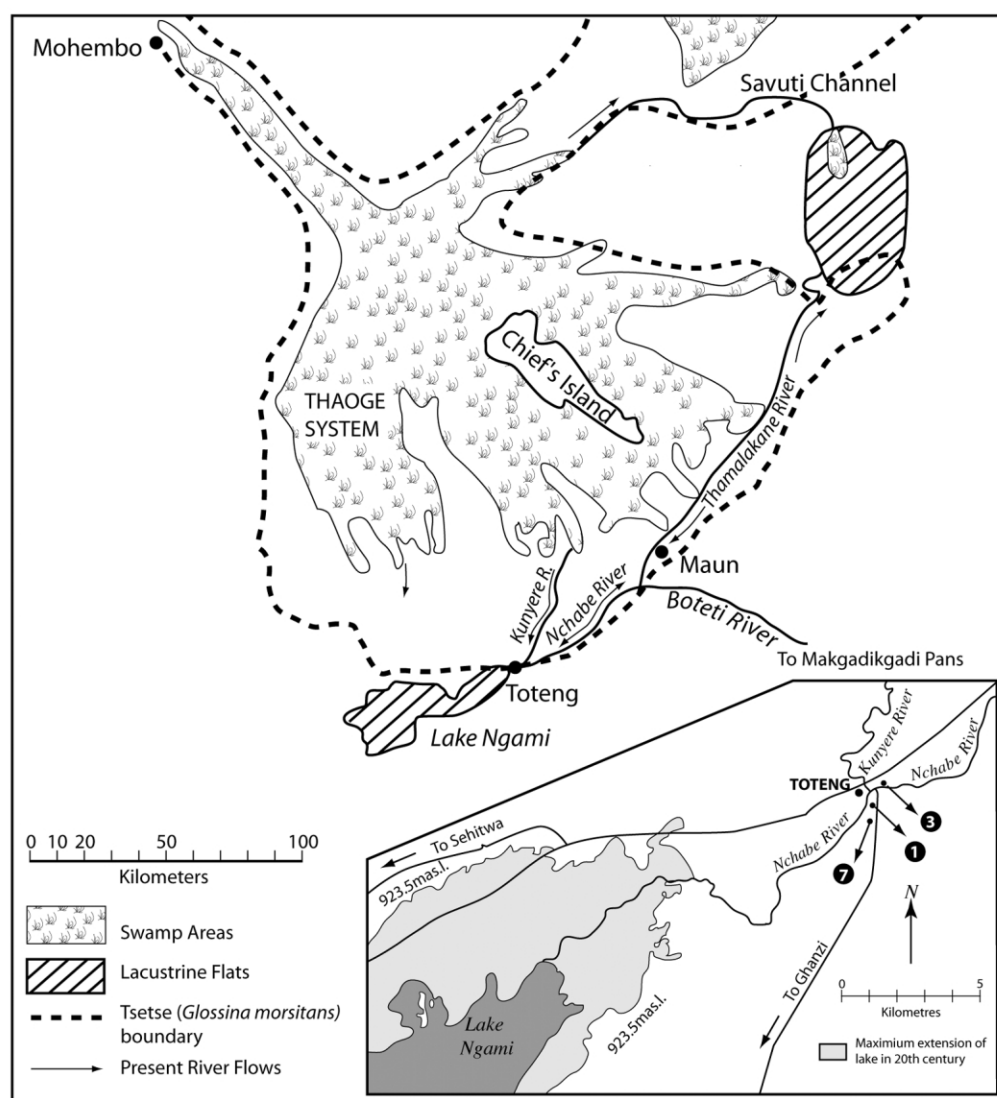 Mohembo
Savuti Channel
Chief's Island
THAOGE
SYSTEM
Thamalakane River
Maun
Kunyere R.
Nchabe River
Boteti River
To Makgadikgadi Pans
Toteng
Lake Ngami
0 10 20 50 100
Kilometers
Swamp Areas
Lacustrine Flats
Tsetse (Glossina morsitans)
boundary
Present River Flows
Kunyere River
Nchabe River
TOTENG
3
1
7
Nchabe River
To Sehitwa
923.5mas.l.
N
To Ghanzi
0 5
Kilometres
923.5mas.l.
Lake
Ngami
Maximium extension of
lake in 20th century